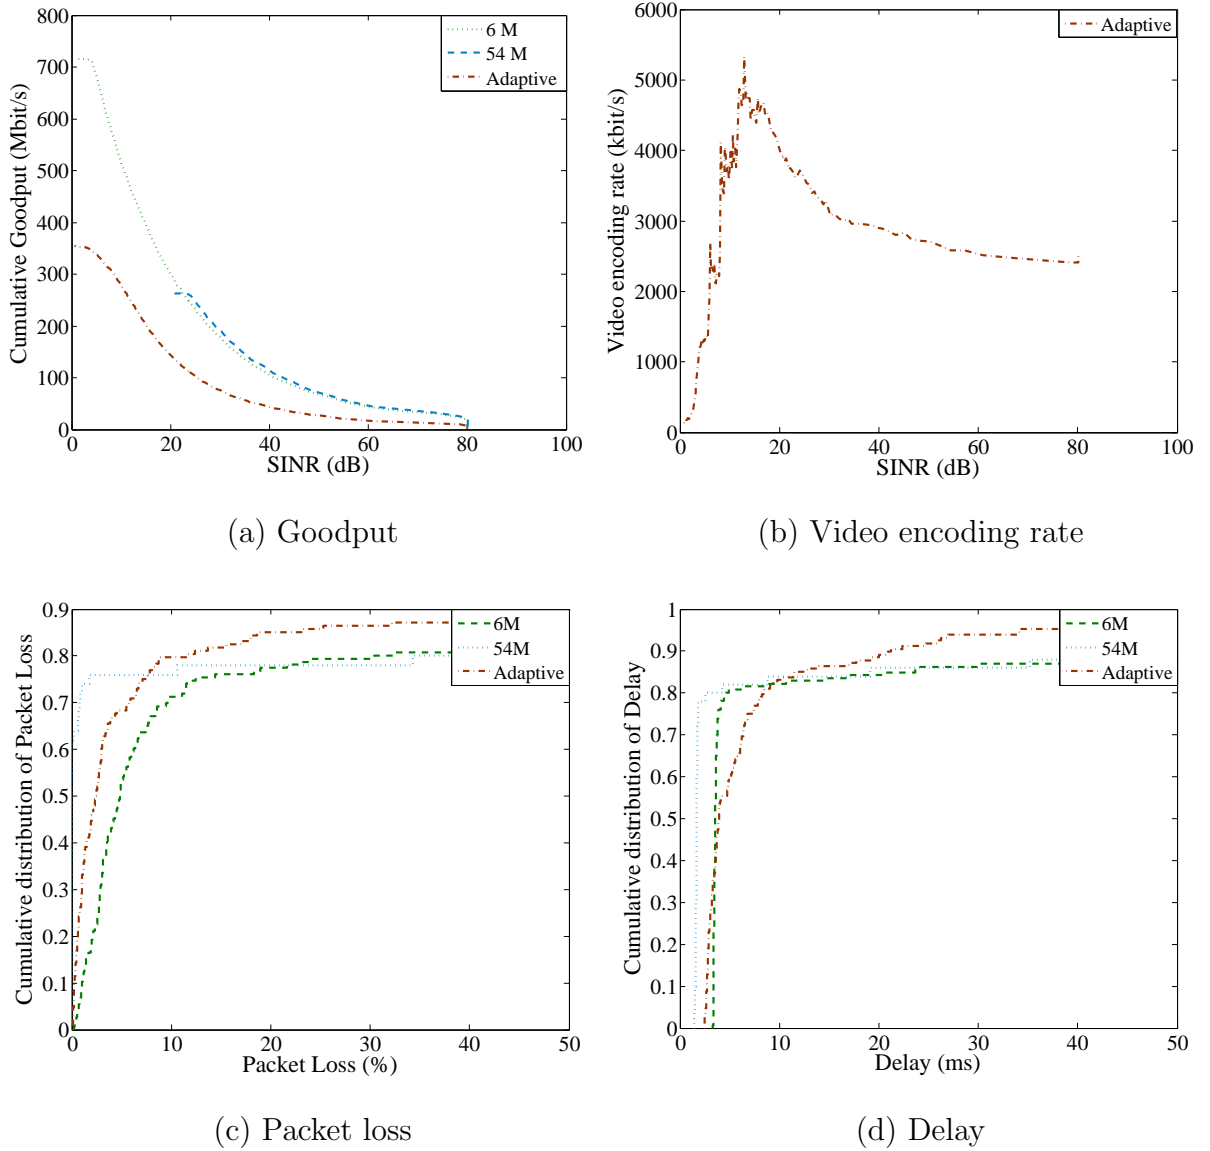 800
700
600
500
400
300
200
100
0
Cumulative Goodput (Mbit/s)
0 20 40 60 80 100
SINR (dB)
6 M
54 M
Adaptive
(a) Goodput
6000
5000
4000
3000
2000
1000
0
Video encoding rate (kbit/s)
0 20 40 60 80 100
SINR (dB)
Adaptive
(b) Video encoding rate
0.9
0.8
0.7
0.6
0.5
0.4
0.3
0.2
0.1
0
Cumulative distribution of Packet Loss
0 10 20 30 40 50
Packet Loss (%)
6M
54M
Adaptive
(c) Packet loss
1
0.9
0.8
0.7
0.6
0.5
0.4
0.3
0.2
0.1
0
Cumulative distribution of Delay
0 10 20 30 40 50
Delay (ms)
6M
54M
Adaptive
(d) Delay